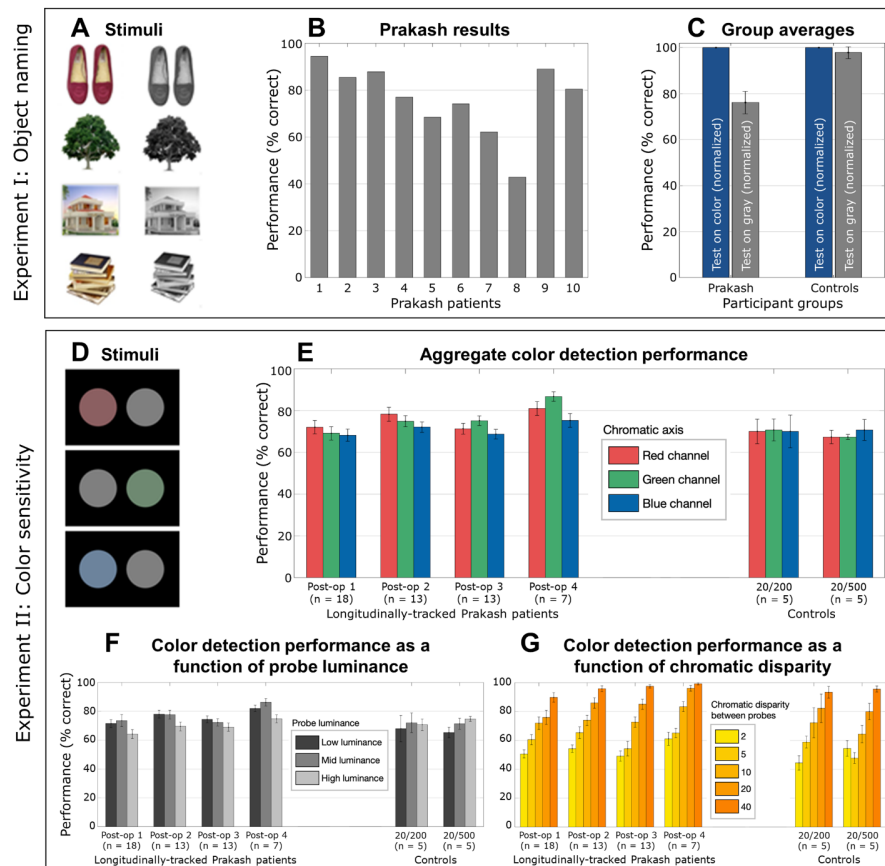 Experiment I: Object naming
A Stimuli
B Prakash results
Performance (% correct)
100
80
60
40
20
0
1 2 3 4 5 6 7 8 9 10
Prakash patients
C Group averages
Performance (% correct)
100
80
60
40
20
0
Test on color (normalized)
Test on gray (normalized)
Test on color (normalized)
Test on gray (normalized)
Prakash Controls
Participant groups
Experiment II: Color sensitivity
D Stimuli
E Aggregate color detection performance
Performance (% correct)
100
80
60
40
20
0
Chromatic axis
Red channel
Green channel
Blue channel
Post-op 1 Post-op 2 Post-op 3 Post-op 4 20/200 20/500
(n = 18) (n = 13) (n = 13) (n = 7) (n = 5) (n = 5)
Longitudinally-tracked Prakash patients Controls
F Color detection performance as a
function of probe luminance
Performance (% correct)
100
80
60
40
20
0
Probe luminance
Low luminance
Mid luminance
High luminance
Post-op 1 Post-op 2 Post-op 3 Post-op 4 20/200 20/500
(n = 18) (n = 13) (n = 13) (n = 7) (n = 5) (n = 5)
Longitudinally-tracked Prakash patients Controls
G Color detection performance as a
function of chromatic disparity
100
80
60
40
20
0
Chromatic disparity
between probes
2
5
10
20
40
Post-op 1 Post-op 2 Post-op 3 Post-op 4 20/200 20/500
(n = 18) (n = 13) (n = 13) (n = 7) (n = 5) (n = 5)
Longitudinally-tracked Prakash patients Controls